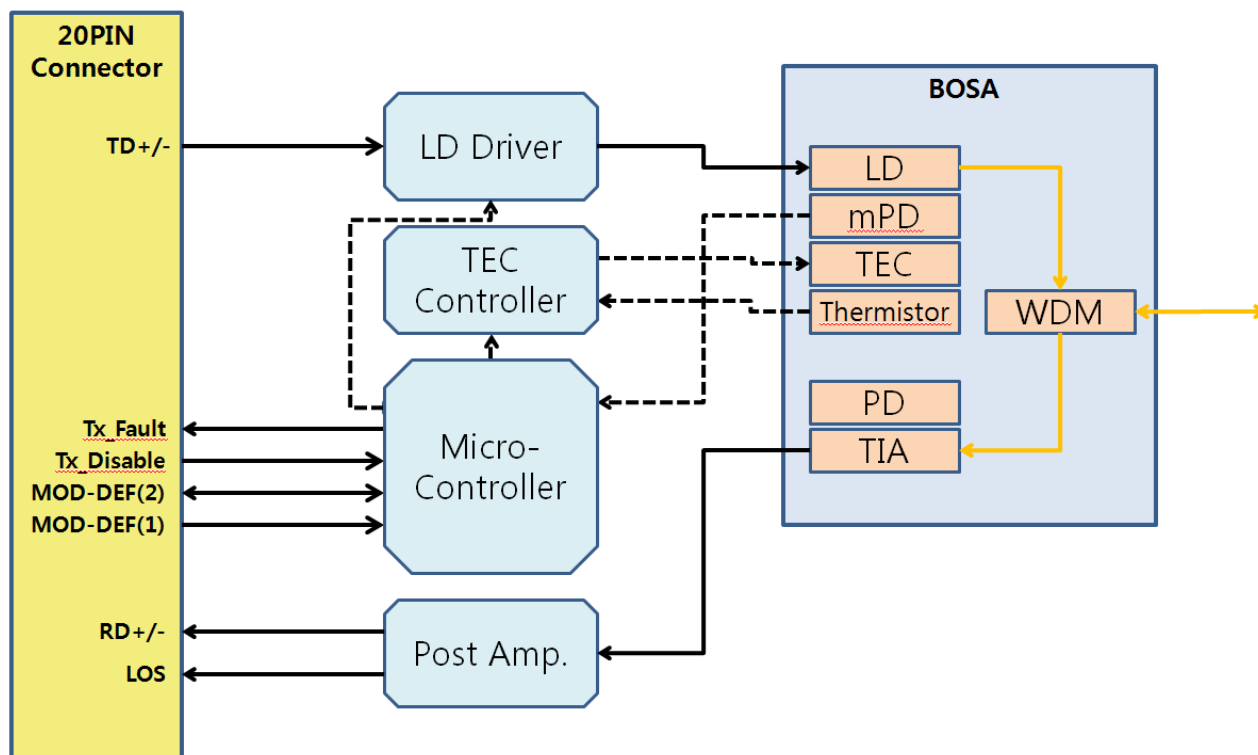 20PIN
Connector
TD+/-
Tx_Fault
Tx_Disable
MOD-DEF(2)
MOD-DEF(1)
RD+/-
LOS
LD Driver
TEC
Controller
Micro-
Controller
Post Amp.
BOSA
LD
mPD
TEC
Thermistor
WDM
PD
TIA